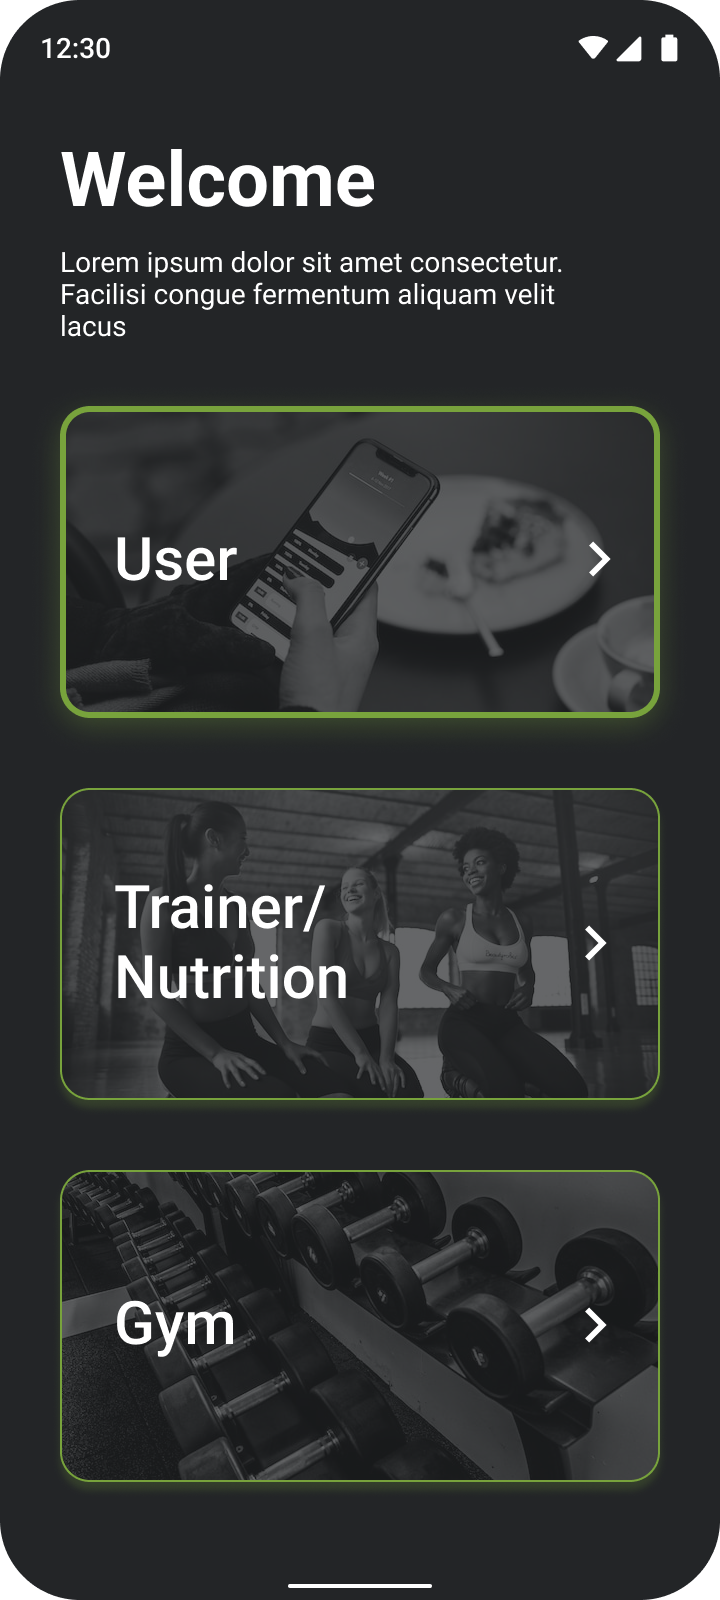 12:30
Welcome
Lorem ipsum dolor sit amet consectetur.
Facilisi congue fermentum aliquam velit
lacus
User
Trainer/
Nutrition
Gym